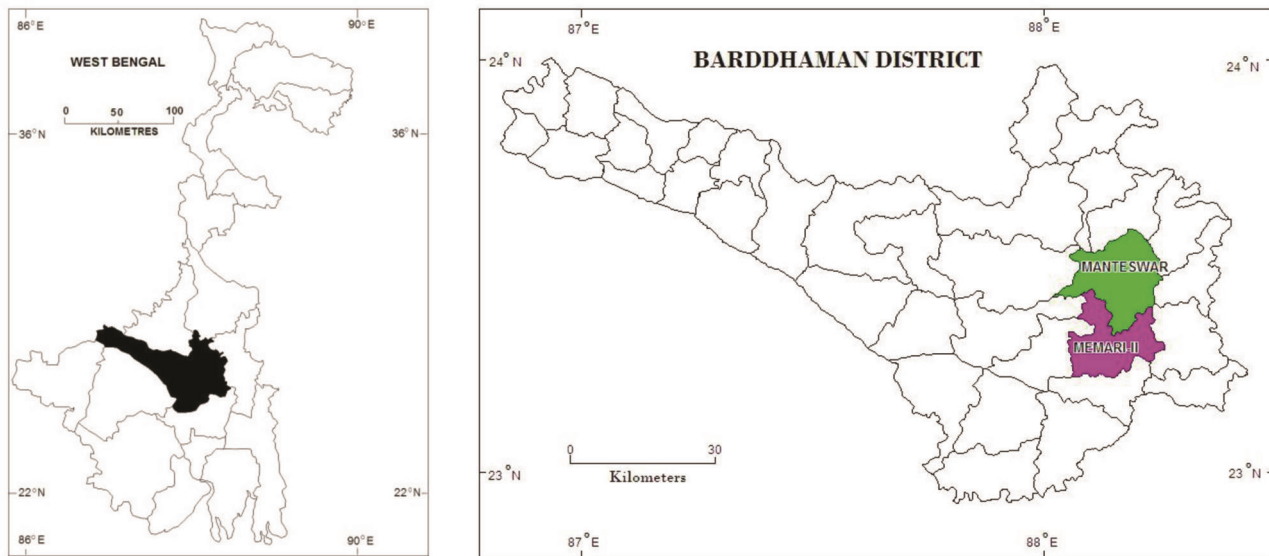 86°E 90°E
WEST BENGAL
0 50 100
KILOMETRES
36°N 36°N
22°N 22°N
86°E 90°E
87°E 88°E
24°N 24°N
BARDDHAMAN DISTRICT
MANTESWAR
MEMARI-II
0 30
Kilometers
23°N 23°N
87°E 88°E